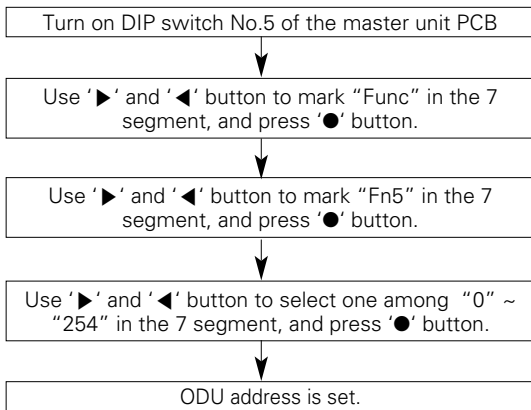 Turn on DIP switch No.5 of the master unit PCB
Use ‘▶‘ and ‘◀‘ button to mark “Func” in the 7
segment, and press ‘●‘ button.
Use ‘▶‘ and ‘◀‘ button to mark “Fn5” in the 7
segment, and press ‘●‘ button.
Use ‘▶‘ and ‘◀‘ button to select one among “0” ~
“254” in the 7 segment, and press ‘●‘ button.
ODU address is set.